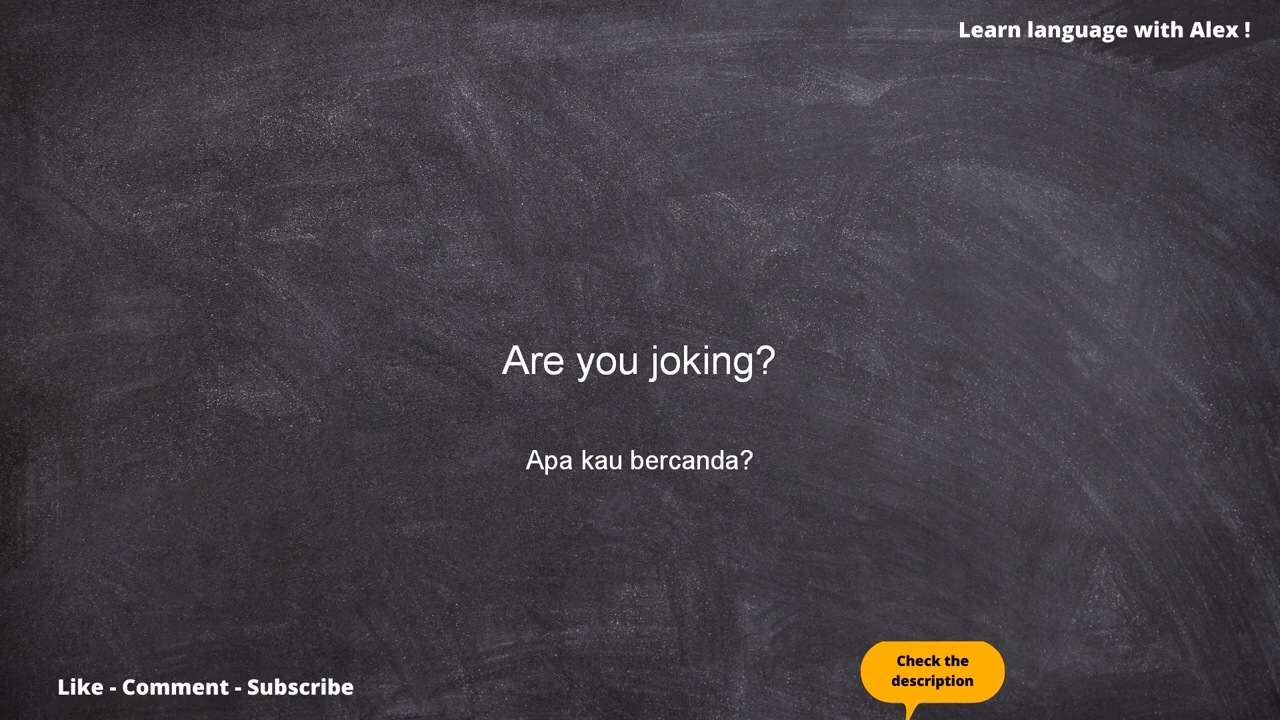 Learn language with Alex !
Are you joking?
Apa kau bercanda?
Like - Comment - Subscribe
Check the
description